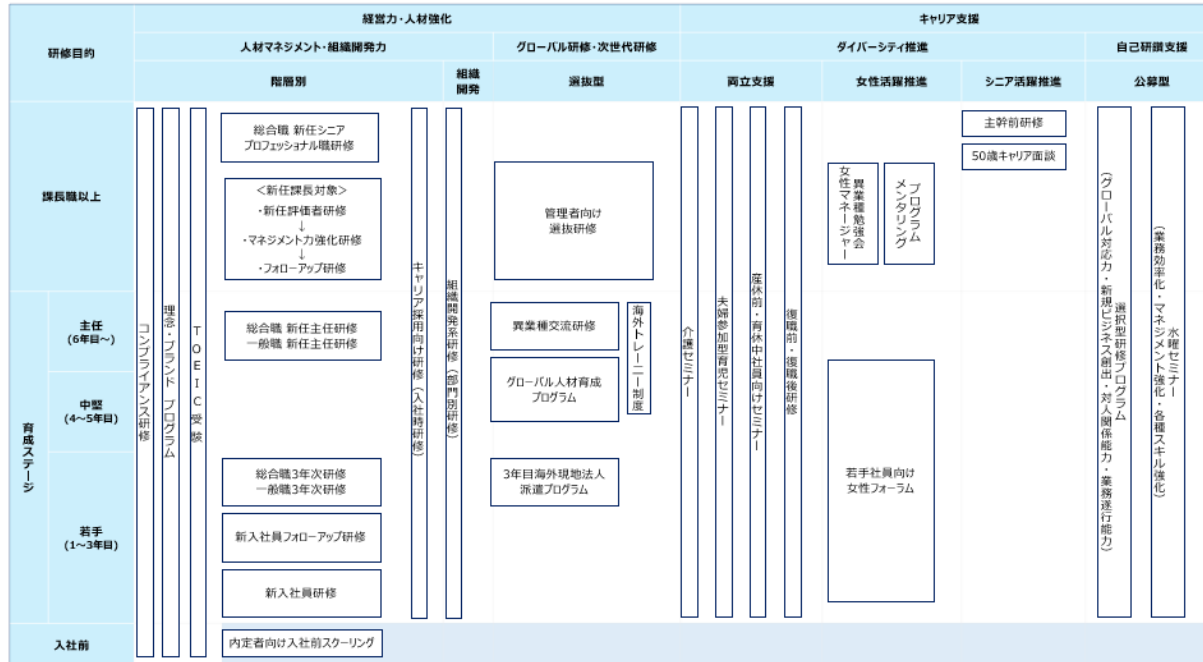 研修目的
経営力・人材強化
キャリア支援
人材マネジメント・組織開発力
グローバル研修・次世代研修
ダイバーシティ推進
自己研鑽支援
階層別
組織
開発
選抜型
両立支援
女性活躍推進
シニア活躍推進
公募型
課長職以上
育成ステージ
主任
(6年目~)
中堅
(4~5年目)
若手
(1~3年目)
入社前
コンプライアンス研修
理念・ブランド プログラム
TOEIC受験
総合職 新任シニア
プロフェッショナル職研修
<新任課長対象>
・新任評価者研修
↓
・マネジメント力強化研修
↓
・フォローアップ研修
総合職 新任主任研修
一般職 新任主任研修
総合職3年次研修
一般職3年次研修
新入社員フォローアップ研修
新入社員研修
内定者向け入社前スクーリング
キャリア採用向け研修(入社時研修)
組織開発系研修(部門別研修)
管理者向け
選抜研修
異業種交流研修
海外トレーニー制度
グローバル人材育成
プログラム
3年目海外現地法人
派遣プログラム
介護セミナー
夫婦参加型育児セミナー
産休前・育休中社員向けセミナー
復職前・復職後研修
女性マネージャー
異業種勉強会
メンタリング
プログラム
若手社員向け
女性フォーラム
主幹前研修
50歳キャリア面談
選択型研修プログラム
(グローバル対応力・新規ビジネス創出・対人関係能力・業務遂行能力)
水曜セミナー
(業務効率化・マネジメント強化・各種スキル強化)